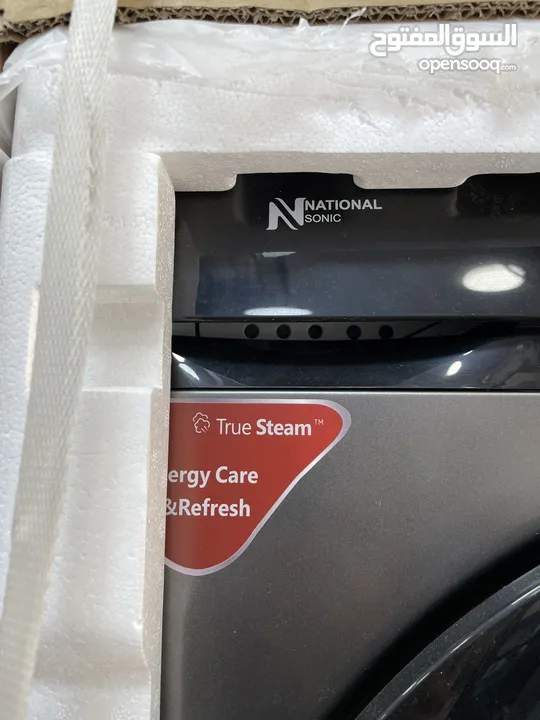 السوق المفتوح
opensooq.com
NATIONAL
SONIC
True Steam™
ergy Care
&Refresh